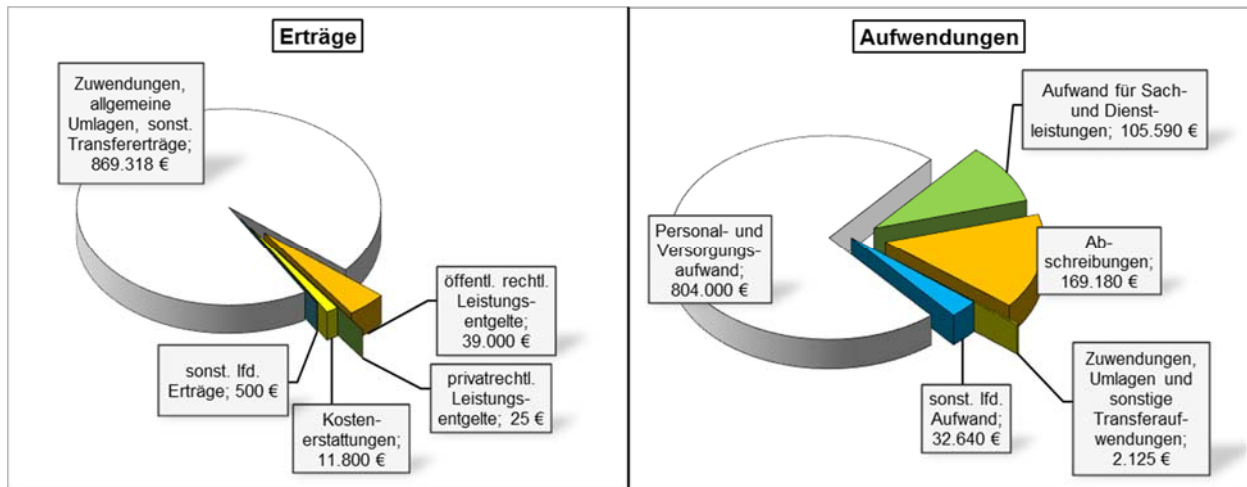 Erträge
Zuwendungen,
allgemeine
Umlagen, sonst.
Transfererträge;
869.318 €
öffentl. rechtl.
Leistungs-
entgelte;
39.000 €
privatrechtl.
Leistungs-
entgelte; 25 €
Kosten-
erstattungen;
11.800 €
sonst. lfd.
Erträge; 500 €
Aufwendungen
Aufwand für Sach-
und Dienst-
leistungen; 105.590 €
Personal- und
Versorgungs-
aufwand;
804.000 €
Ab-
schreibungen;
169.180 €
Zuwendungen,
Umlagen und
sonstige
Transferauf-
wendungen;
2.125 €
sonst. lfd.
Aufwand;
32.640 €